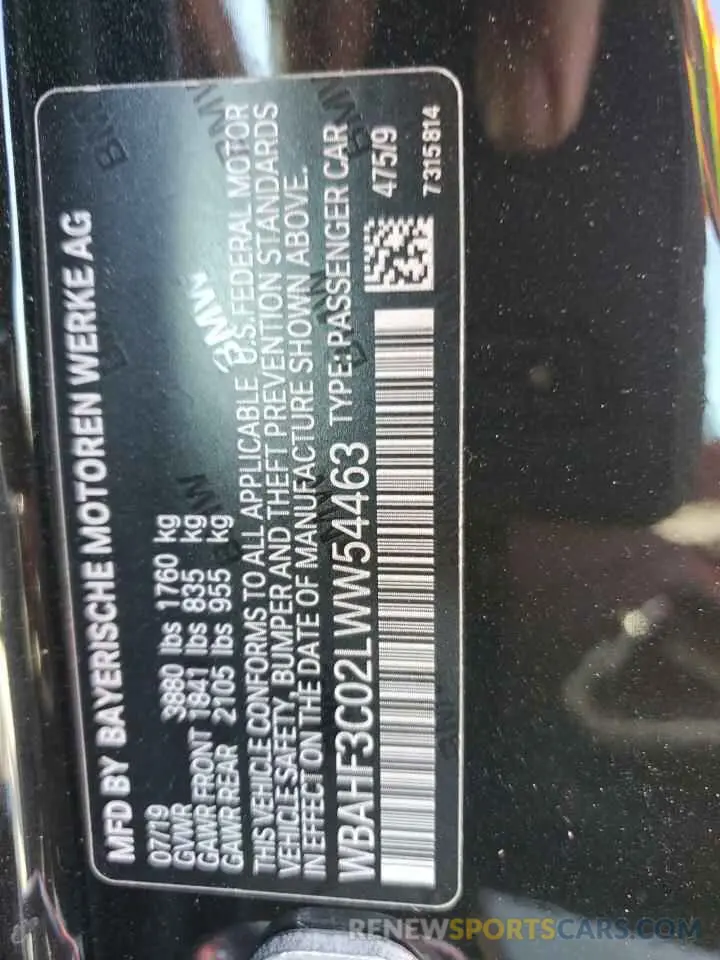 MFD BY BAYERISCHE MOTOREN WERKE AG
07/19
GVWR 3880 lbs 1760 kg
GAWR FRONT 1841 lbs 835 kg
GAWR REAR 2105 lbs 955 kg
THIS VEHICLE CONFORMS TO ALL APPLICABLE U.S. FEDERAL MOTOR
VEHICLE SAFETY, BUMPER AND THEFT PREVENTION STANDARDS
IN EFFECT ON THE DATE OF MANUFACTURE SHOWN ABOVE.
WBAHF3C02LWW54463 TYPE: PASSENGER CAR
475/9
7315814
BMW
RENEWSPORTSCARS.COM